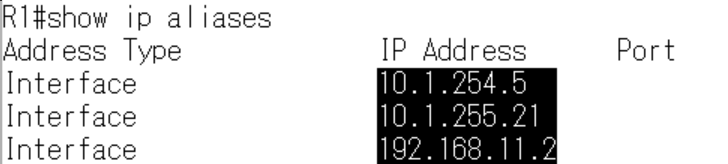 R1#show ip aliases
Address Type IP Address Port
Interface 10.1.254.5
Interface 10.1.255.21
Interface 192.168.11.2